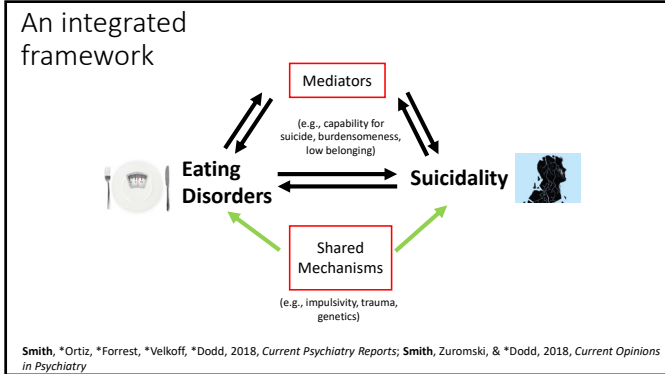 An integrated
framework
Mediators
(e.g., capability for
suicide, burdensomeness,
low belonging)
Eating
Disorders
Suicidality
Shared
Mechanisms
(e.g., impulsivity, trauma,
genetics)
Smith, *Ortiz, *Forrest, *Velkoff, *Dodd, 2018, Current Psychiatry Reports; Smith, Zuromski, & *Dodd, 2018, Current Opinions
in Psychiatry